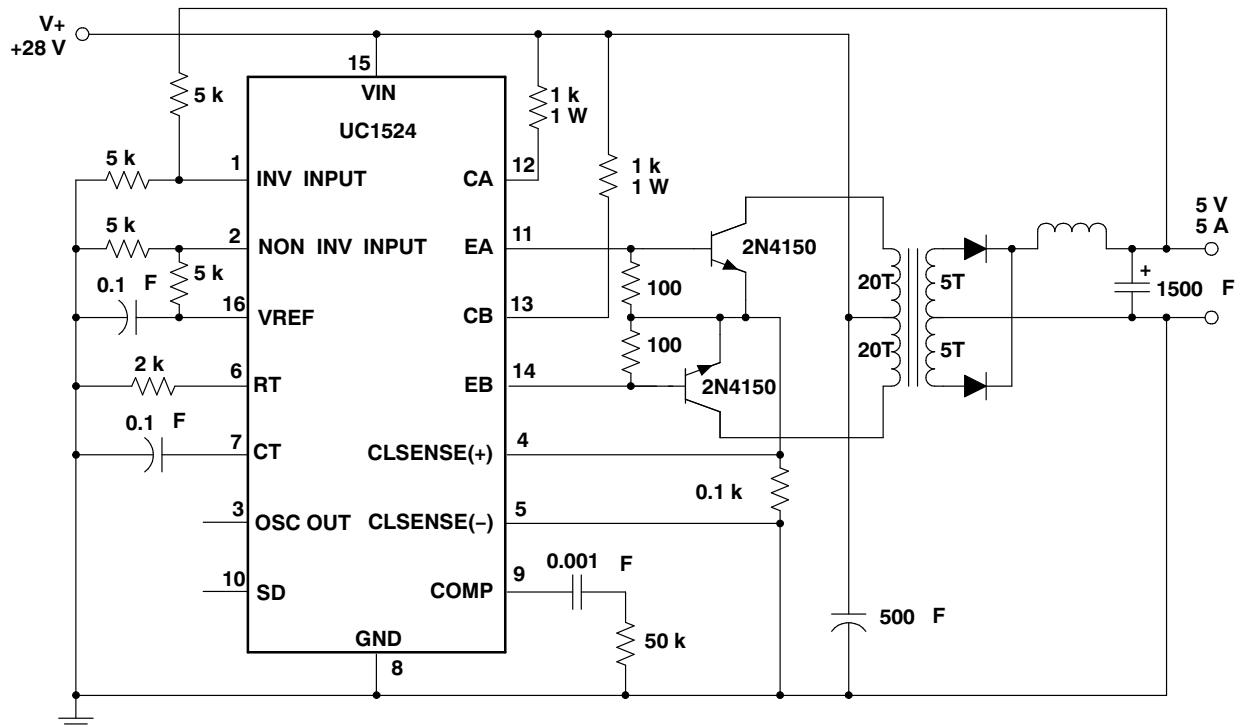 V+
+28 V
15
VIN
UC1524
5 k
1 k
1 W
5 k
1
INV INPUT
CA
12
1 k
1 W
5 k
2
NON INV INPUT
EA
11
2N4150
5 V
5 A
5 k
0.1 F
16
VREF
CB
13
100
20T
5T
+
1500 F
2 k
6
RT
EB
14
100
2N4150
20T
5T
0.1 F
7
CT
CLSENSE(+)
4
0.1 k
3
OSC OUT
CLSENSE(−)
5
10
SD
COMP
9
0.001 F
50 k
500 F
GND
8